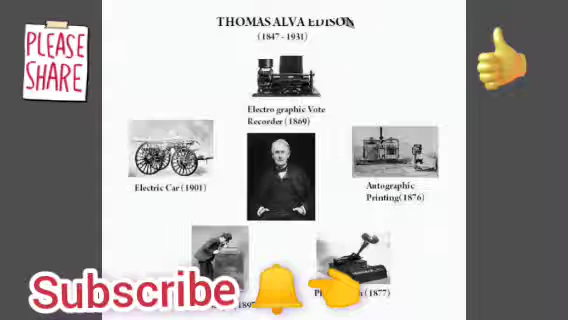 PLEASE
SHARE
THOMAS ALVA EDISON
(1847 - 1931)
Electro graphic Vote
Recorder (1869)
Electric Car (1901)
Autographic
Printing(1876)
(1877)
Subscribe